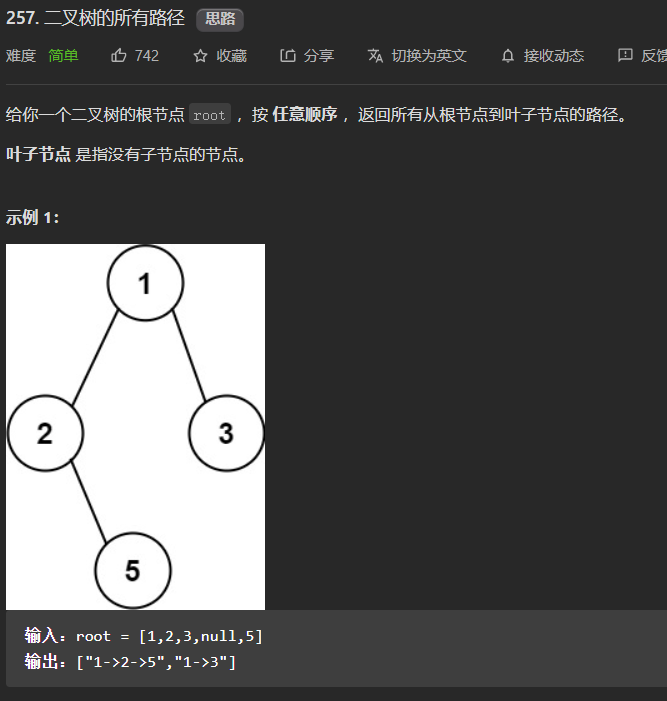 257. 二叉树的所有路径 思路
难度 简单 742 收藏 分享 切换为英文 接收动态 反馈
给你一个二叉树的根节点 root ，按 任意顺序 ，返回所有从根节点到叶子节点的路径。
叶子节点 是指没有子节点的节点。
示例 1：
1
2 3
5
输入：root = [1,2,3,null,5]
输出：["1->2->5","1->3"]